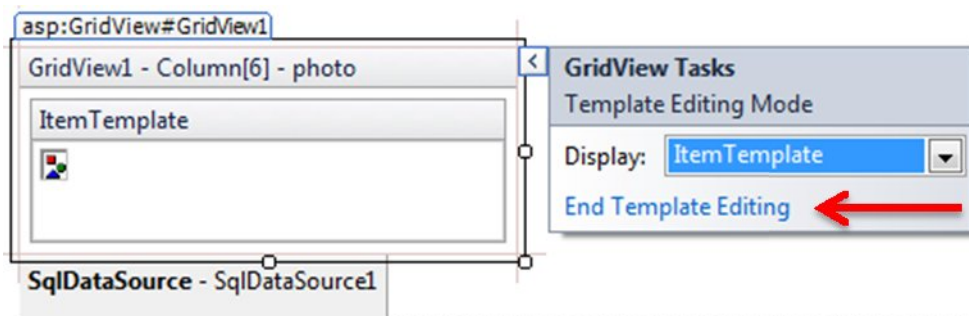 asp:GridView#GridView1
GridView1 - Column[6] - photo
ItemTemplate
<
GridView Tasks
Template Editing Mode
Display: ItemTemplate
End Template Editing
SqlDataSource - SqlDataSource1